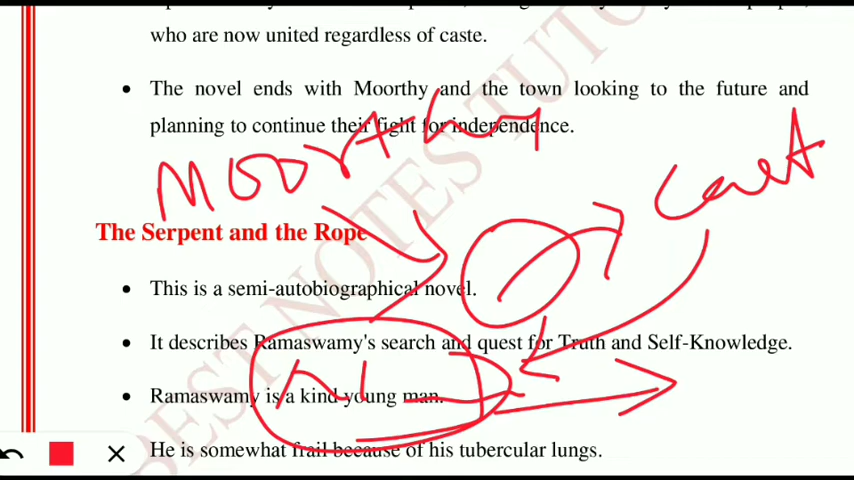 who are now united regardless of caste.
• The novel ends with Moorthy and the town looking to the future and
planning to continue their fight for independence.
Moorthy
The Serpent and the Rope
• This is a semi-autobiographical novel.
• It describes Ramaswamy's search and quest for Truth and Self-Knowledge.
• Ramaswamy is a kind young man.
He is somewhat frail because of his tubercular lungs.
BEST NOTES TUTOR